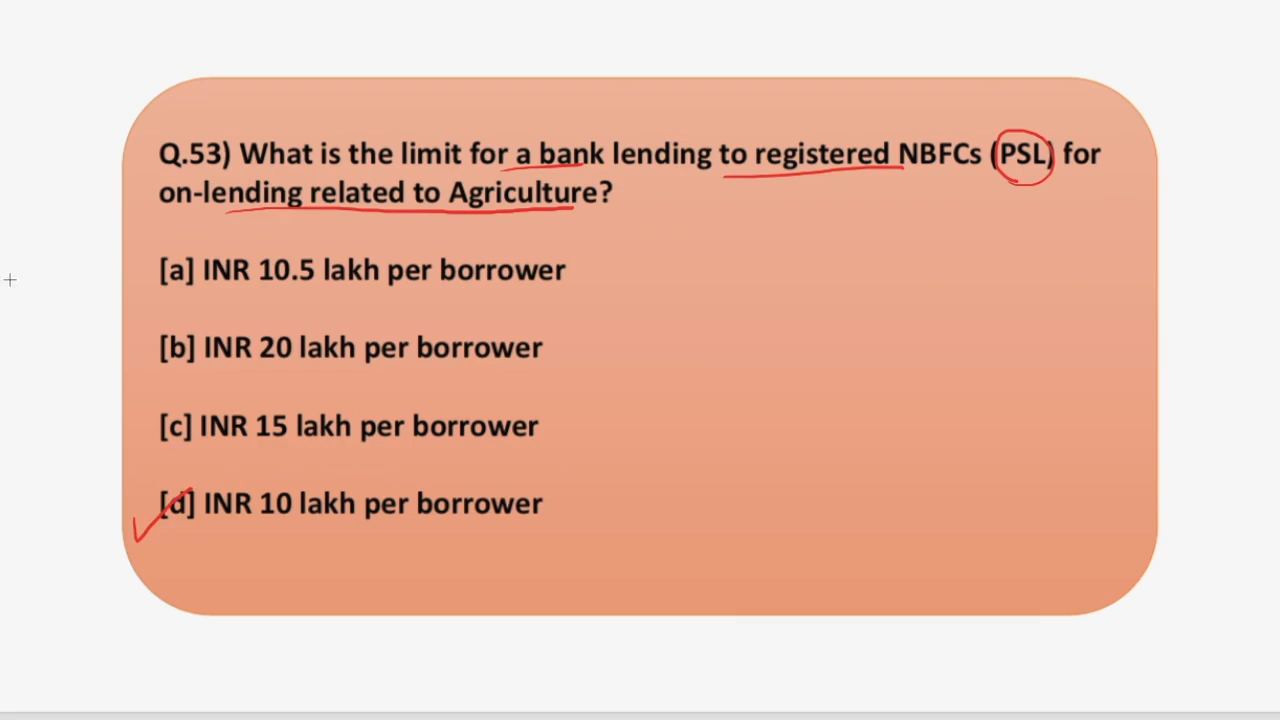 Q.53) What is the limit for a bank lending to registered NBFCs (PSL) for
on-lending related to Agriculture?
[a] INR 10.5 lakh per borrower
[b] INR 20 lakh per borrower
[c] INR 15 lakh per borrower
[d] INR 10 lakh per borrower